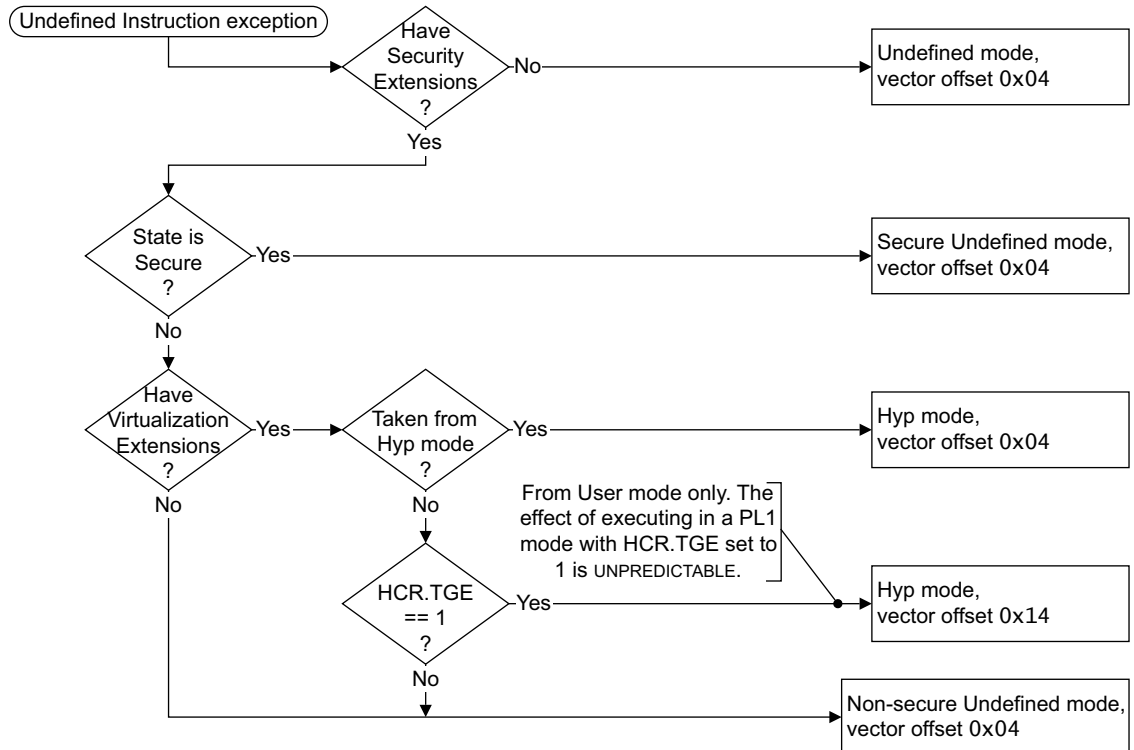 Undefined Instruction exception
Have
Security
Extensions
?
No
Undefined mode,
vector offset 0x04
Yes
State is
Secure
?
Yes
Secure Undefined mode,
vector offset 0x04
No
Have
Virtualization
Extensions
?
Yes
Taken from
Hyp mode
?
Yes
Hyp mode,
vector offset 0x04
No
No
From User mode only. The
effect of executing in a PL1
mode with HCR.TGE set to
1 is UNPREDICTABLE.
HCR.TGE
== 1
?
Yes
Hyp mode,
vector offset 0x14
No
Non-secure Undefined mode,
vector offset 0x04